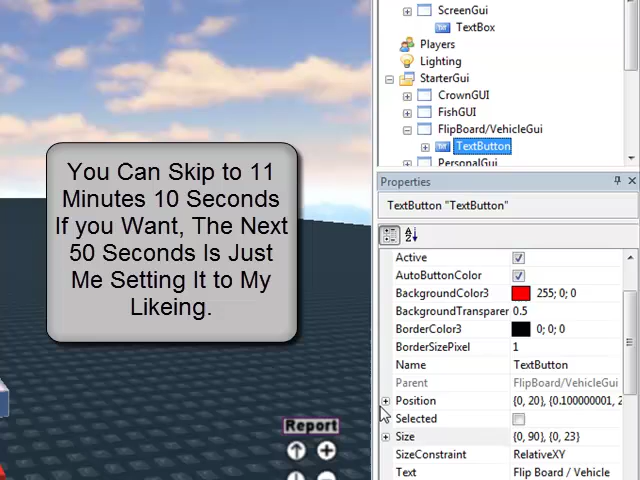 ScreenGui
TextBox
Players
Lighting
StarterGui
CrownGUI
FishGUI
FlipBoard/VehicleGui
TextButton
PersonalGui
Properties
TextButton "TextButton"
Active
AutoButtonColor
BackgroundColor3 255; 0; 0
BackgroundTransparer 0.5
BorderColor3 0; 0; 0
BorderSizePixel 1
Name TextButton
Parent FlipBoard/VehicleGui
Position {0, 20}, {0.100000001, 2
Selected
Size {0, 90}, {0, 23}
SizeConstraint RelativeXY
Text Flip Board / Vehicle
You Can Skip to 11
Minutes 10 Seconds
If you Want, The Next
50 Seconds Is Just
Me Setting It to My
Likeing.
Report